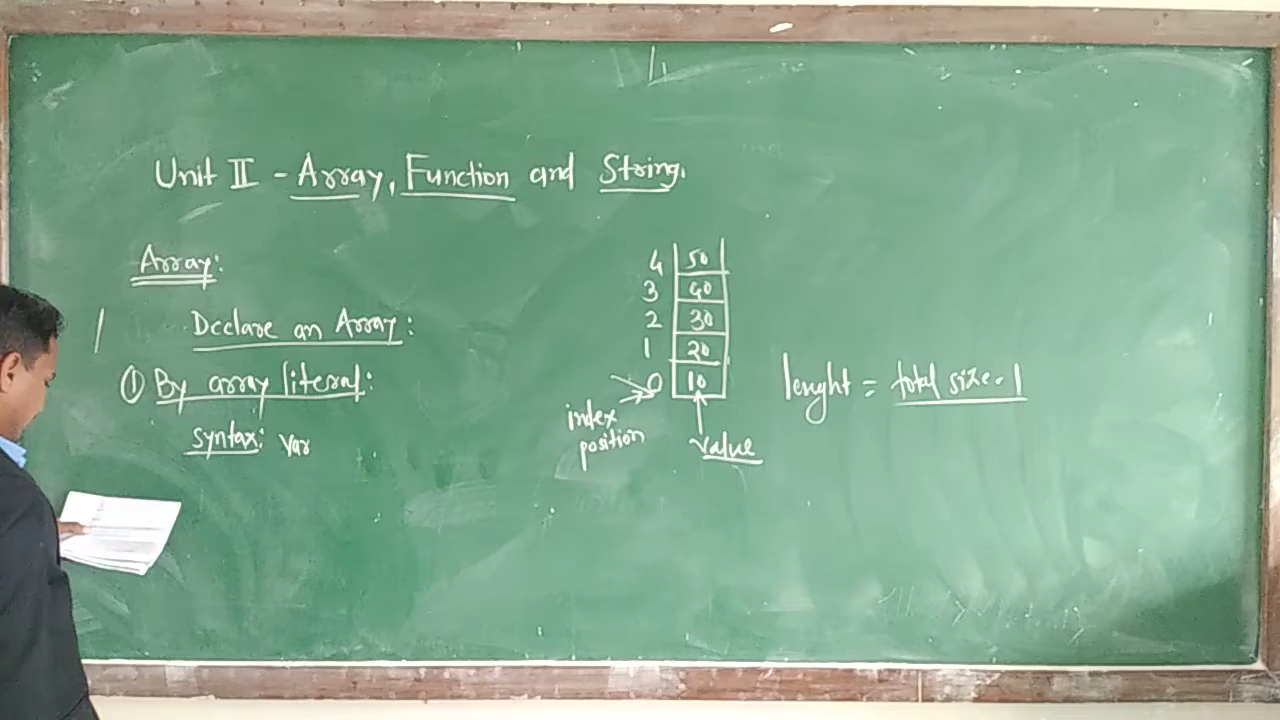 Unit II - Array, Function and String.
Array:
Declare an Array:
① By array literal:
syntax: var
4 50
3 40
2 30
1 20
0 10
index
position
value
lenght = total size - 1